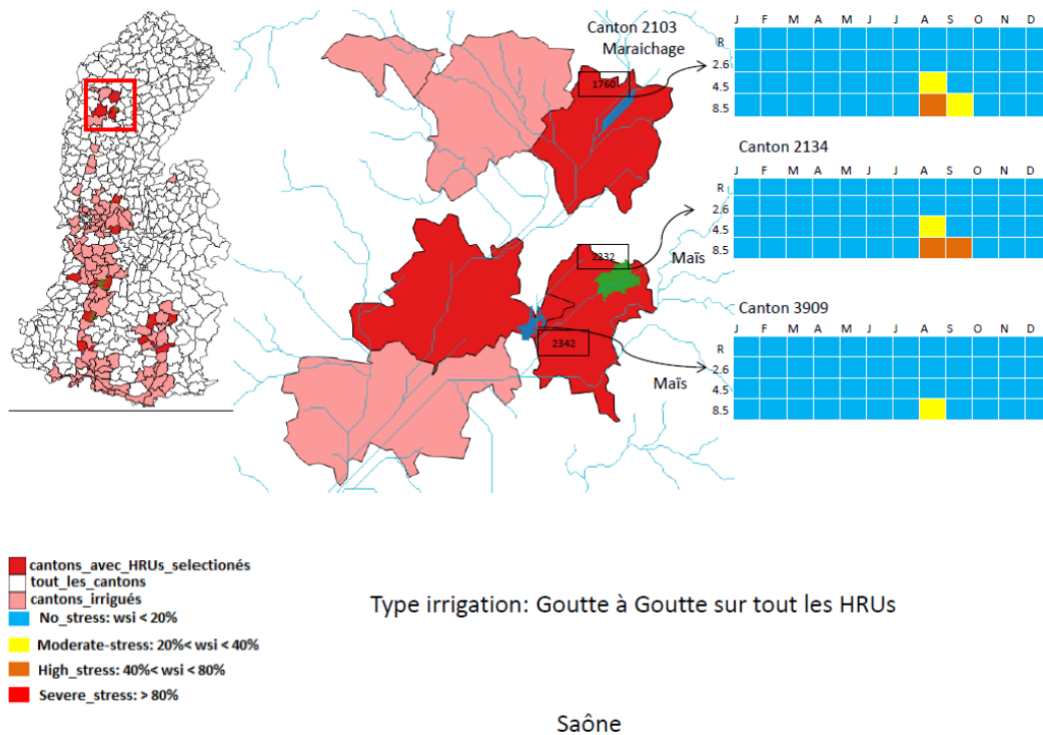 Canton 2103
Maraichage
J F M A M J J A S O N D
R
2.6
4.5
8.5
1760
Canton 2134
J F M A M J J A S O N D
R
2.6
4.5
8.5
2232
Maïs
Canton 3909
J F M A M J J A S O N D
R
2.6
4.5
8.5
2342
Maïs
cantons_avec_HRUs_selectionés
tout_les_cantons
cantons_irrigués
No_stress: wsi < 20%
Moderate-stress: 20%< wsi < 40%
High_stress: 40%< wsi < 80%
Severe_stress: > 80%
Type irrigation: Goutte à Goutte sur tout les HRUs
Saône